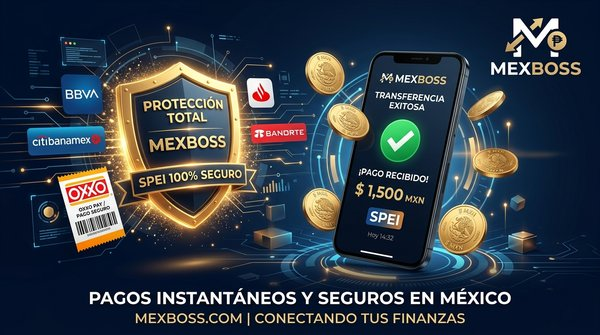 MEXBOSS
BBVA
citibanamex
OXXO
OXXO PAY /
PAGO SEGURO
PROTECCIÓN
TOTAL
MEXBOSS
SPEI 100% SEGURO
BANORTE
MEXBOSS
TRANSFERENCIA
EXITOSA
¡PAGO RECIBIDO!
$ 1,500 MXN
SPEI
Hoy 14:32
PAGOS INSTANTÁNEOS Y SEGUROS EN MÉXICO
MEXBOSS.COM | CONECTANDO TUS FINANZAS